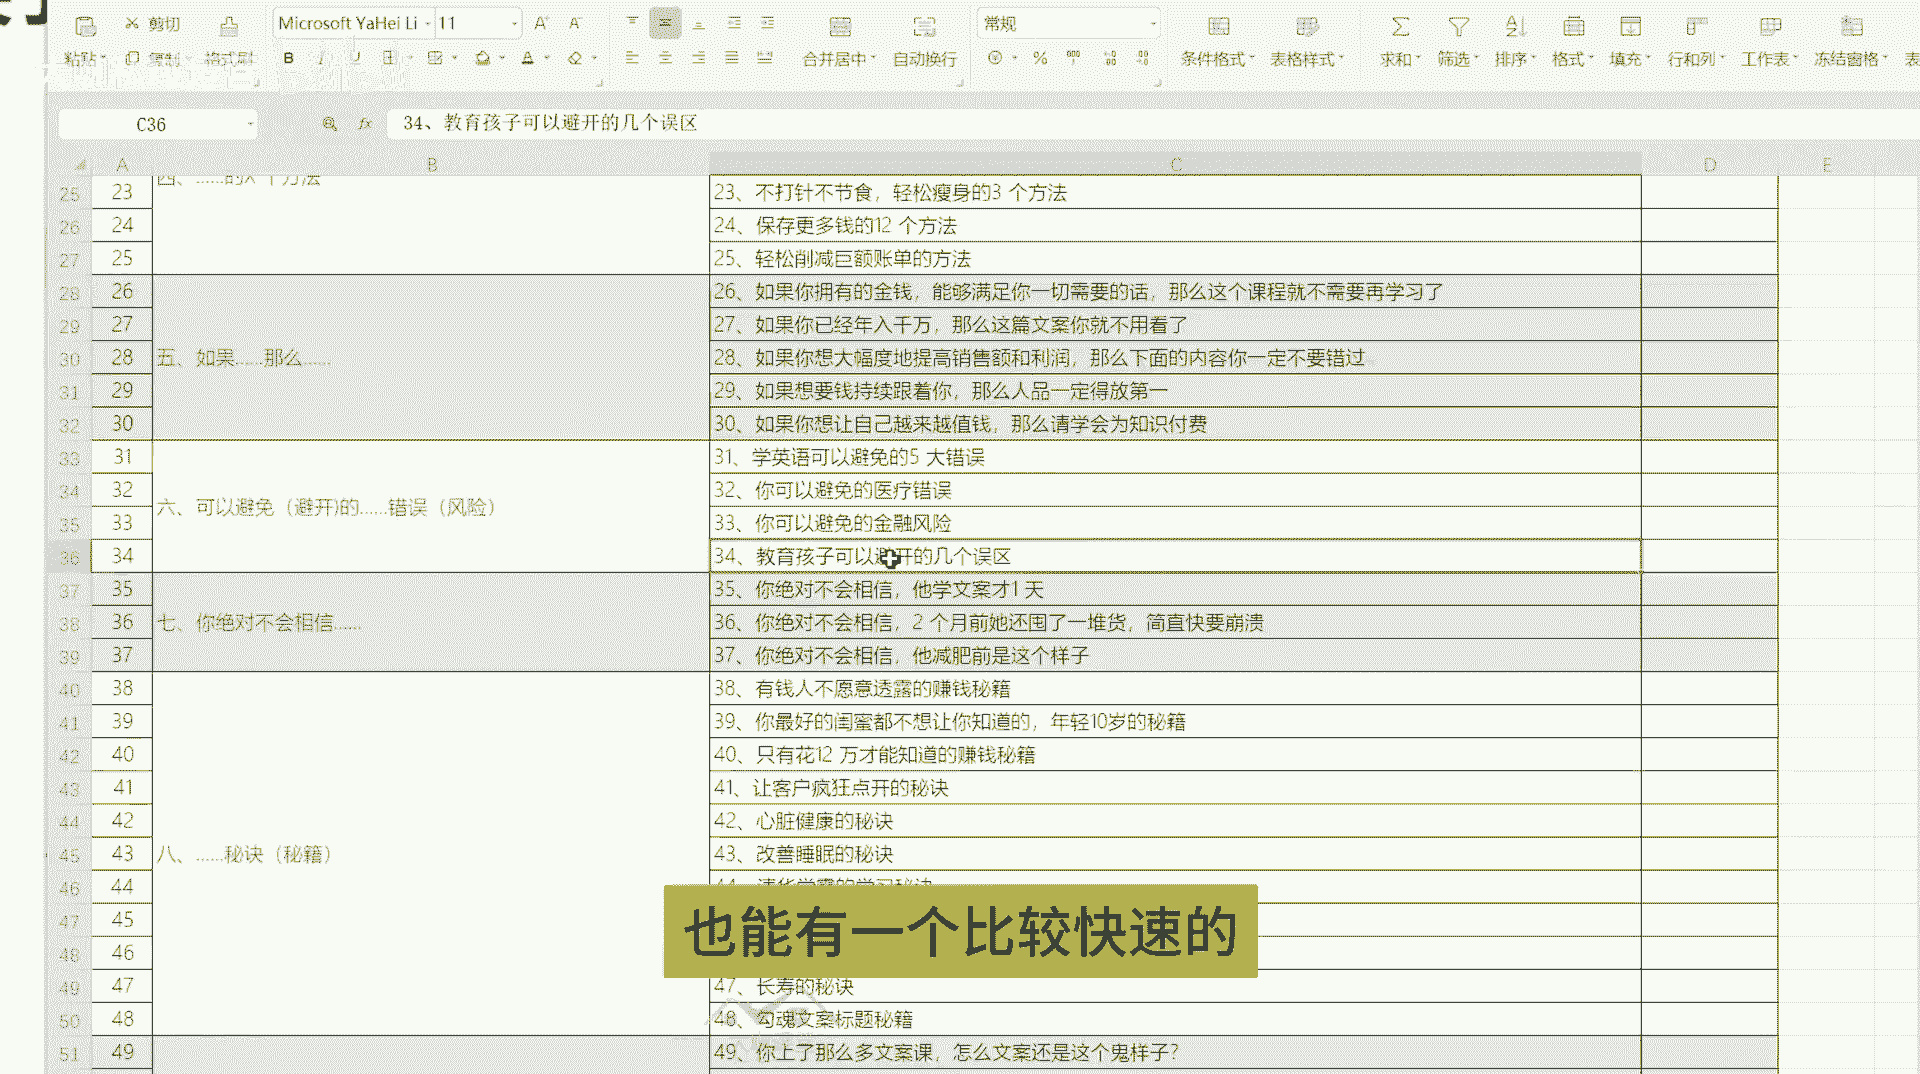 剪切
Microsoft YaHei Li
11
A⁺
A⁻
常规
粘贴
复制
格式刷
B
I
U
A
合并居中
自动换行
%
条件格式
表格样式
求和
筛选
排序
格式
填充
行和列
工作表
冻结窗格
表
C36
fx
34、教育孩子可以避开的几个误区
A
B
C
D
E
四、……的X 个方法
25
23
23、不打针不节食，轻松瘦身的3 个方法
26
24
24、保存更多钱的12 个方法
27
25
25、轻松削减巨额账单的方法
28
26
26、如果你拥有的金钱，能够满足你一切需要的话，那么这个课程就不需要再学习了
29
27
27、如果你已经年入千万，那么这篇文案你就不用看了
30
28
五、如果……那么……
28、如果你想大幅度地提高销售额和利润，那么下面的内容你一定不要错过
31
29
29、如果想要钱持续跟着你，那么人品一定得放第一
32
30
30、如果你想让自己越来越值钱，那么请学会为知识付费
33
31
31、学英语可以避免的5 大错误
34
32
六、可以避免（避开)的……错误（风险）
32、你可以避免的医疗错误
35
33
33、你可以避免的金融风险
36
34
34、教育孩子可以避开的几个误区
37
35
35、你绝对不会相信，他学文案才1 天
38
36
七、你绝对不会相信……
36、你绝对不会相信，2 个月前她还囤了一堆货，简直快要崩溃
39
37
37、你绝对不会相信，他减肥前是这个样子
40
38
38、有钱人不愿意透露的赚钱秘籍
41
39
39、你最好的闺蜜都不想让你知道的，年轻10岁的秘籍
42
40
40、只有花12 万才能知道的赚钱秘籍
43
41
41、让客户疯狂点开的秘诀
44
42
42、心脏健康的秘诀
45
43
八、……秘诀（秘籍）
43、改善睡眠的秘诀
46
44
44、清华学霸的学习秘诀
47
45
也能有一个比较快速的
48
46
49
47
47、长寿的秘诀
50
48
48、勾魂文案标题秘籍
51
49
49、你上了那么多文案课，怎么文案还是这个鬼样子？